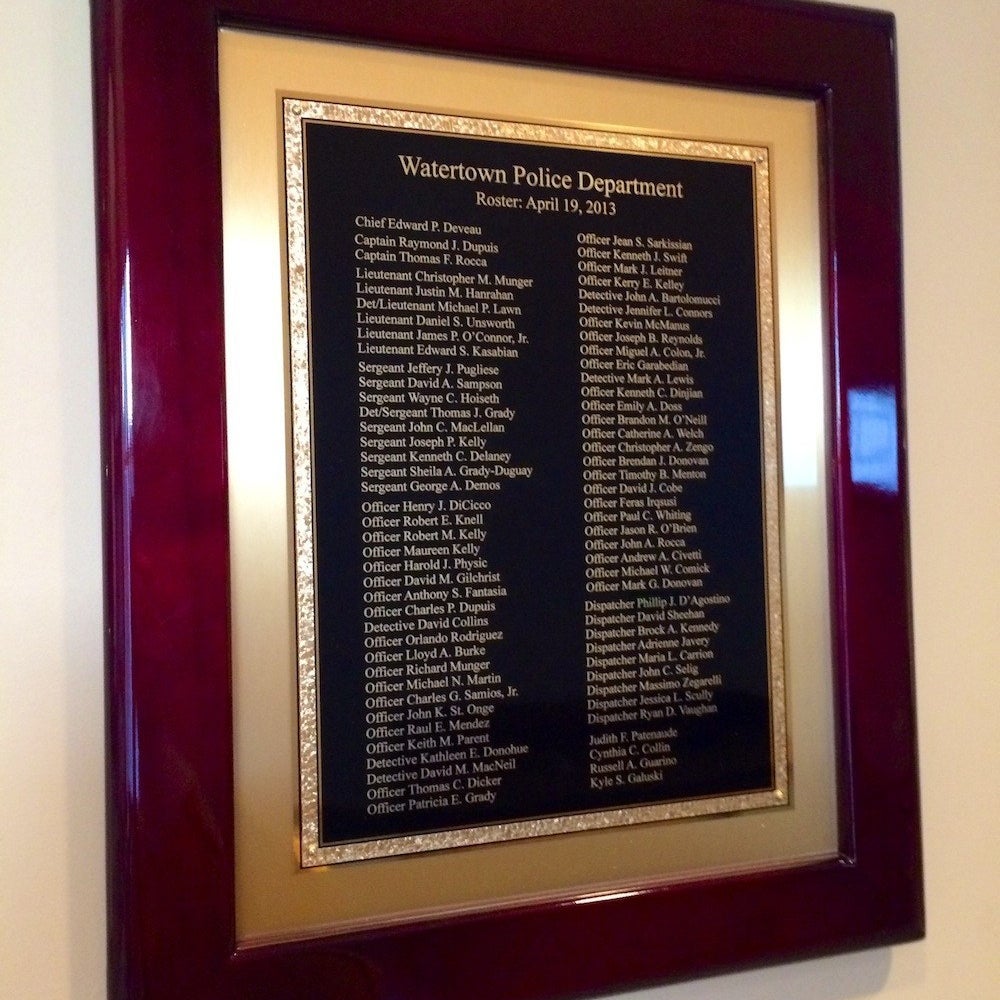 Watertown Police Department
Roster: April 19, 2013
Chief Edward P. Deveau
Captain Raymond J. Dupuis
Captain Thomas F. Rocca
Lieutenant Christopher M. Munger
Lieutenant Justin M. Hanrahan
Det/Lieutenant Michael P. Lawn
Lieutenant Daniel S. Unsworth
Lieutenant James P. O'Connor, Jr.
Lieutenant Edward S. Kasabian
Sergeant Jeffery J. Pugliese
Sergeant David A. Sampson
Sergeant Wayne C. Hoiseth
Det/Sergeant Thomas J. Grady
Sergeant John C. MacLellan
Sergeant Joseph P. Kelly
Sergeant Kenneth C. Delaney
Sergeant Sheila A. Grady-Duguay
Sergeant George A. Demos
Officer Henry J. DiCicco
Officer Robert E. Knell
Officer Robert M. Kelly
Officer Maureen Kelly
Officer Harold J. Physic
Officer David M. Gilchrist
Officer Anthony S. Fantasia
Officer Charles P. Dupuis
Detective David Collins
Officer Orlando Rodriguez
Officer Lloyd A. Burke
Officer Richard Munger
Officer Michael N. Martin
Officer Charles G. Samios, Jr.
Officer John K. St. Onge
Officer Raul E. Mendez
Officer Keith M. Parent
Detective Kathleen E. Donohue
Detective David M. MacNeil
Officer Thomas C. Dicker
Officer Patricia E. Grady
Officer Jean S. Sarkissian
Officer Kenneth J. Swift
Officer Mark J. Leitner
Officer Kerry E. Kelley
Detective John A. Bartolomucci
Detective Jennifer L. Connors
Officer Kevin McManus
Officer Joseph B. Reynolds
Officer Miguel A. Colon, Jr.
Officer Eric Garabedian
Detective Mark A. Lewis
Officer Kenneth C. Dinjian
Officer Emily A. Doss
Officer Brandon M. O'Neill
Officer Catherine A. Welch
Officer Christopher A. Zengo
Officer Brendan J. Donovan
Officer Timothy B. Menton
Officer David J. Cobe
Officer Feras Irqsusi
Officer Paul C. Whiting
Officer Jason R. O'Brien
Officer John A. Rocca
Officer Andrew A. Civetti
Officer Michael W. Comick
Officer Mark G. Donovan
Dispatcher Phillip J. D'Agostino
Dispatcher David Sheehan
Dispatcher Brock A. Kennedy
Dispatcher Adrienne Javery
Dispatcher Maria L. Carrion
Dispatcher John C. Selig
Dispatcher Massimo Zegarelli
Dispatcher Jessica L. Scully
Dispatcher Ryan D. Vaughan
Judith F. Patenaude
Cynthia C. Collin
Russell A. Guarino
Kyle S. Galuski